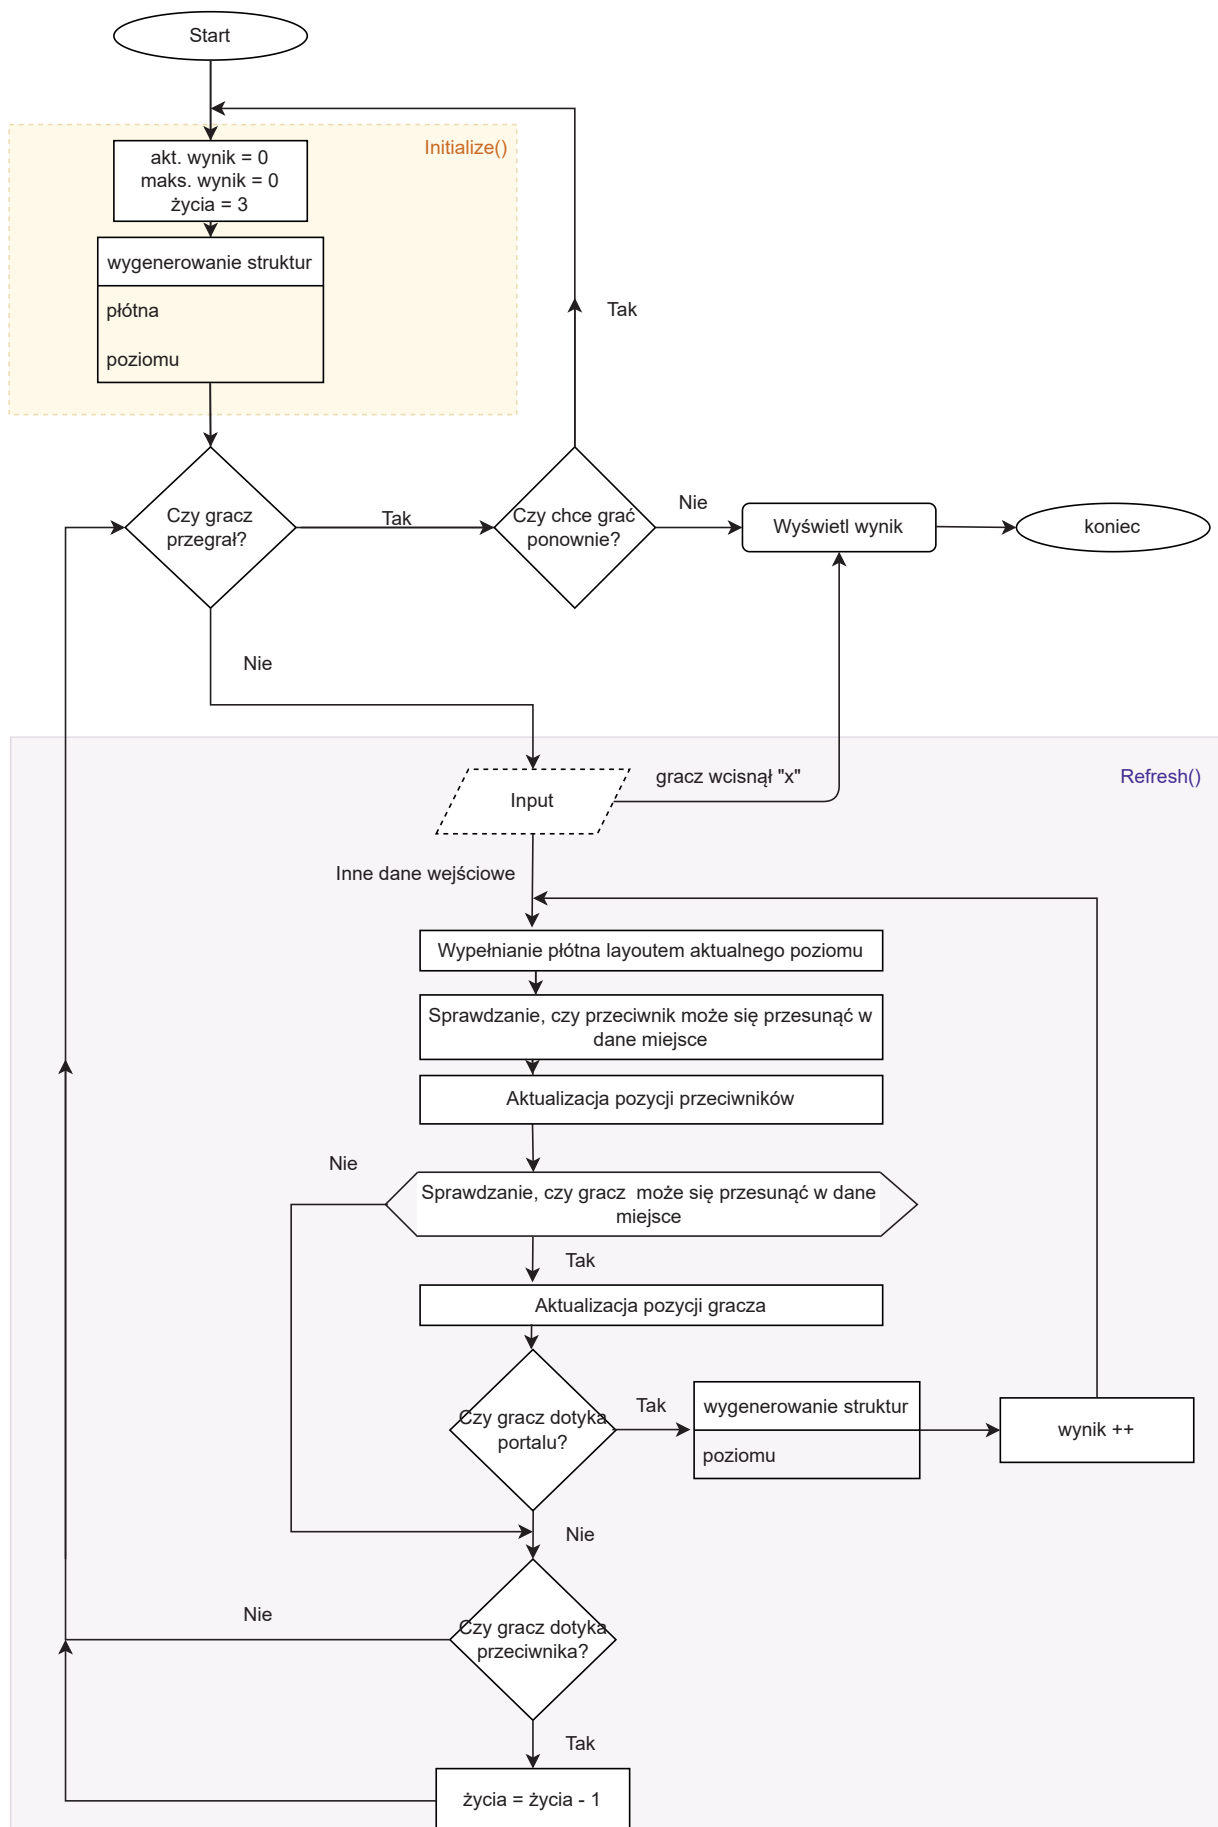 Start
Initialize()
akt. wynik = 0
maks. wynik = 0
życia = 3
wygenerowanie struktur
płótna
poziomu
Tak
Czy gracz
przegrał?
Tak
Czy chce grać
ponownie?
Nie
Wyświetl wynik
koniec
Nie
Refresh()
Input
gracz wcisnął "x"
Inne dane wejściowe
Wypełnianie płótna layoutem aktualnego poziomu
Sprawdzanie, czy przeciwnik może się przesunąć w
dane miejsce
Aktualizacja pozycji przeciwników
Nie
Sprawdzanie, czy gracz  może się przesunąć w dane
miejsce
Tak
Aktualizacja pozycji gracza
Czy gracz dotyka
portalu?
Tak
wygenerowanie struktur
poziomu
wynik ++
Nie
Nie
Czy gracz dotyka
przeciwnika?
Tak
życia = życia - 1